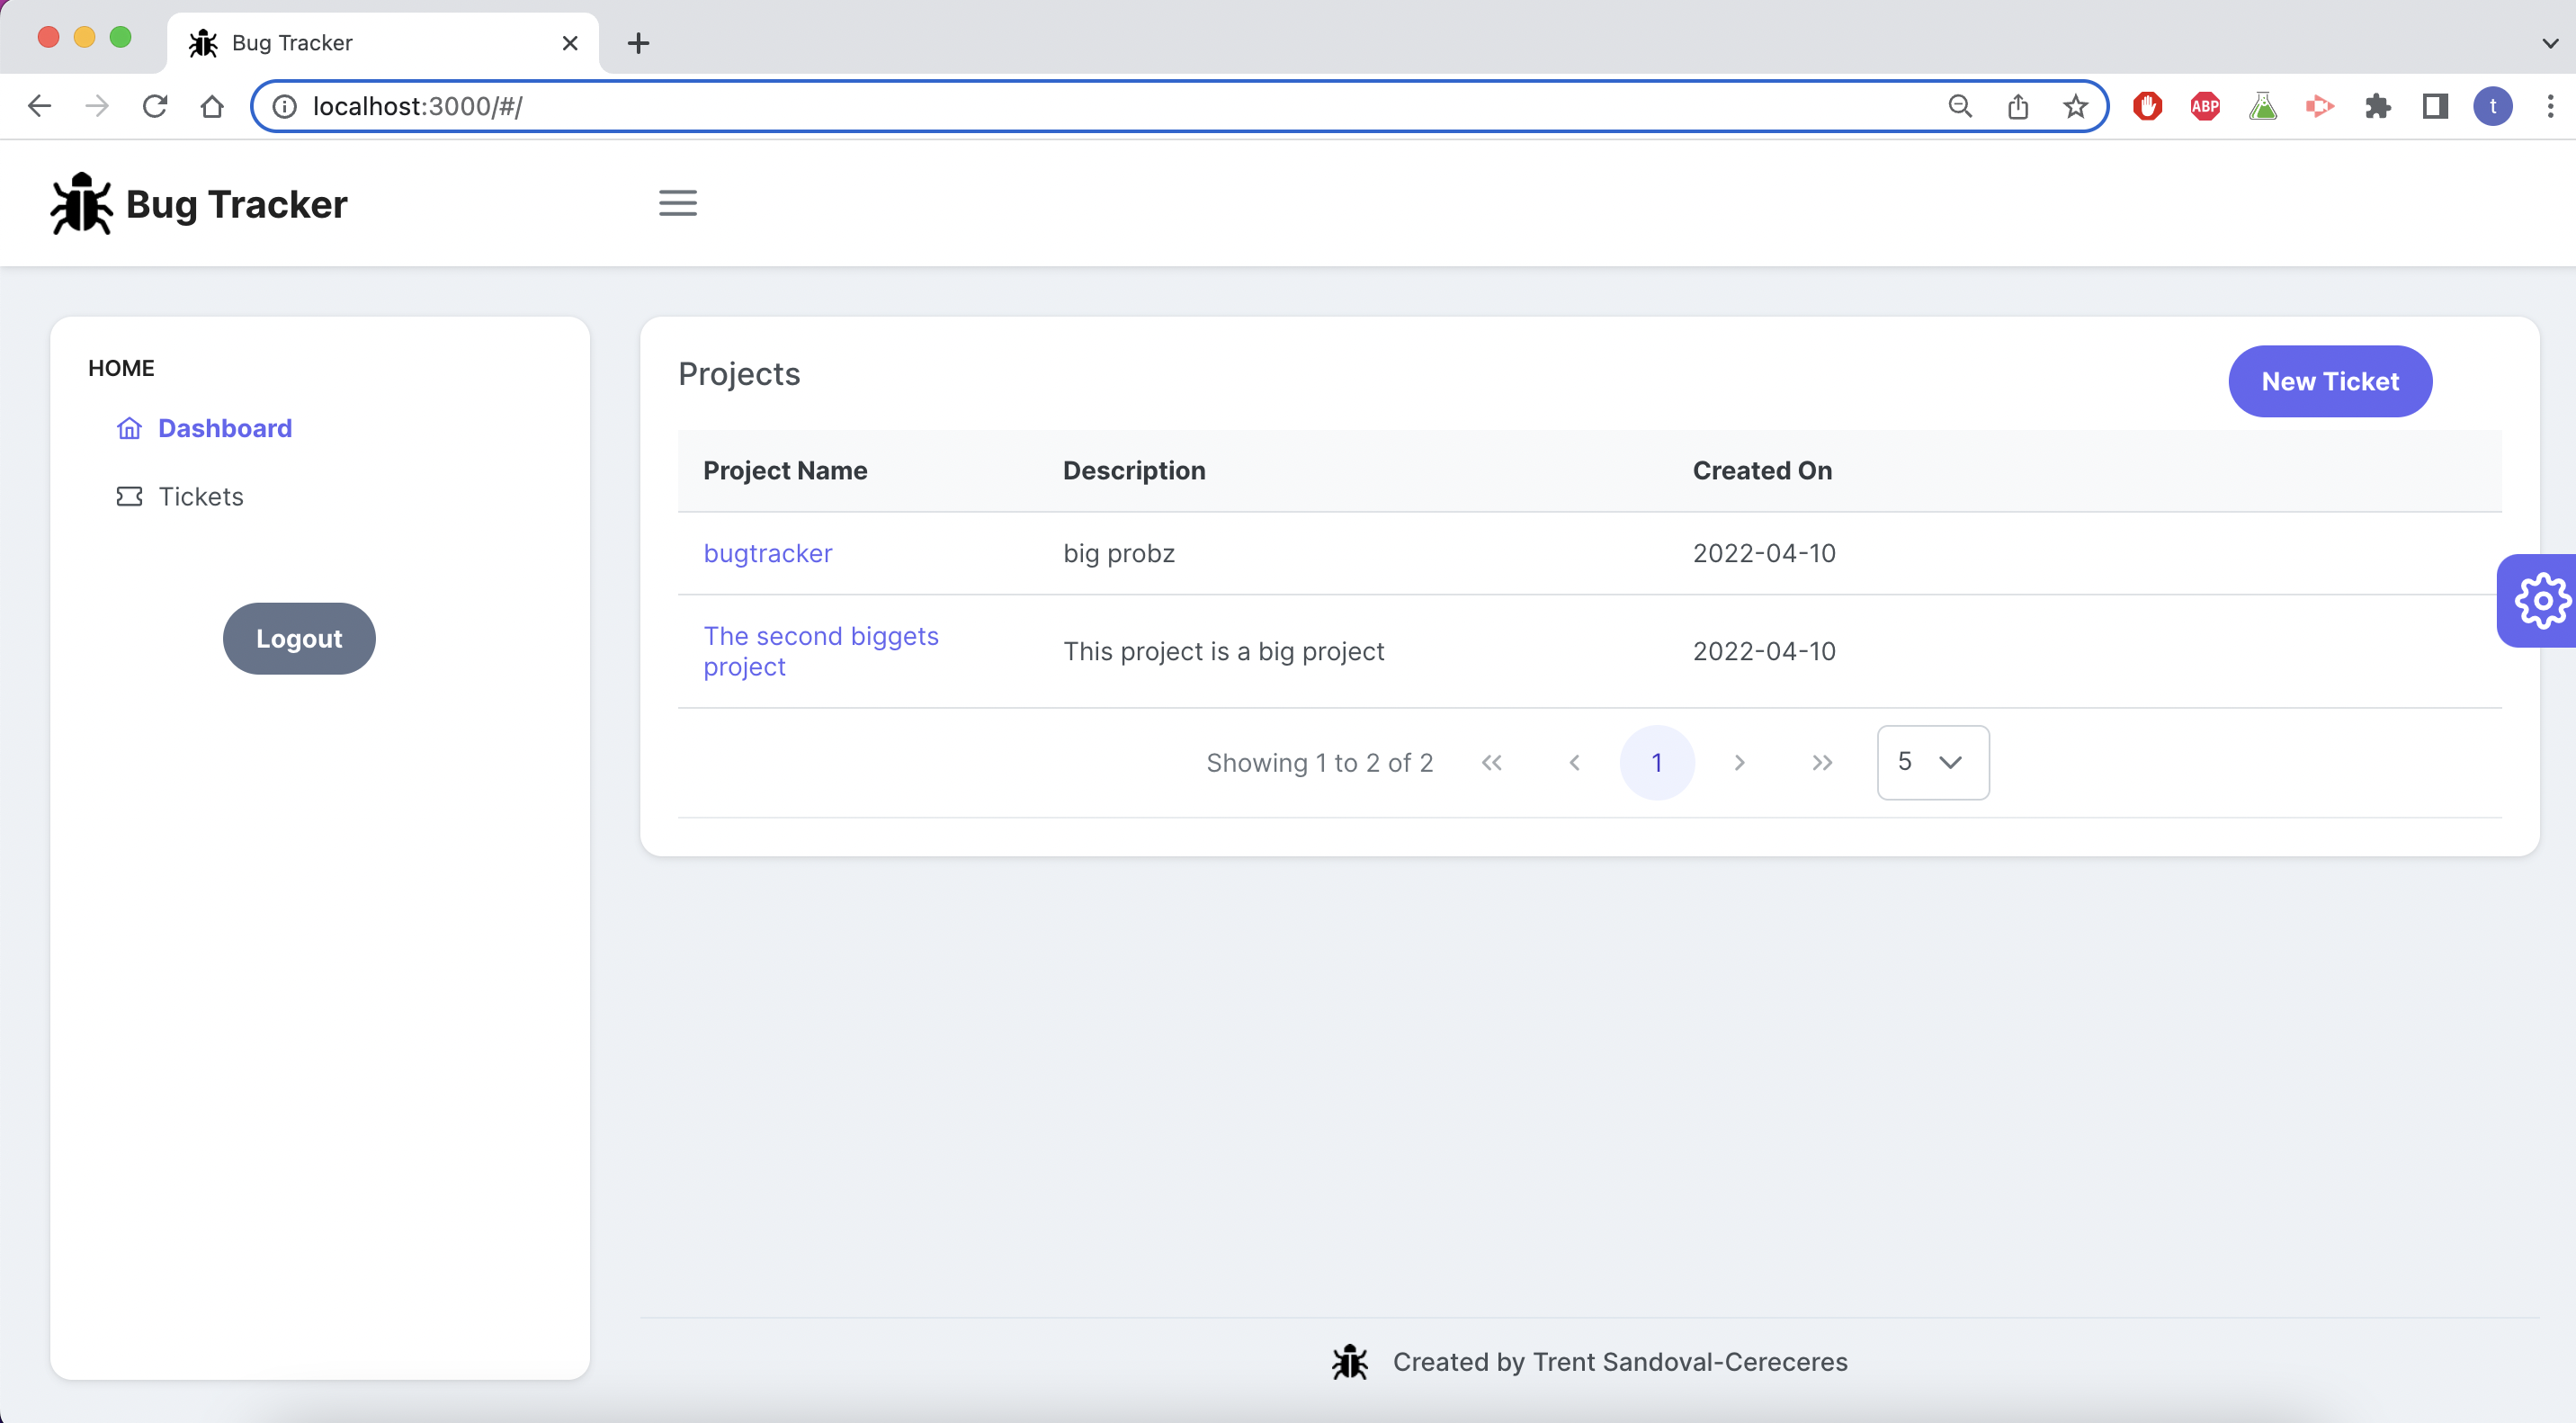 Bug Tracker
localhost:3000/#/
ABP
t
Bug Tracker
HOME
Dashboard
Tickets
Logout
Projects
New Ticket
Project Name Description Created On
bugtracker big probz 2022-04-10
The second biggets
project
This project is a big project 2022-04-10
Showing 1 to 2 of 2 « ‹ 1 › » 5
Created by Trent Sandoval-Cereceres